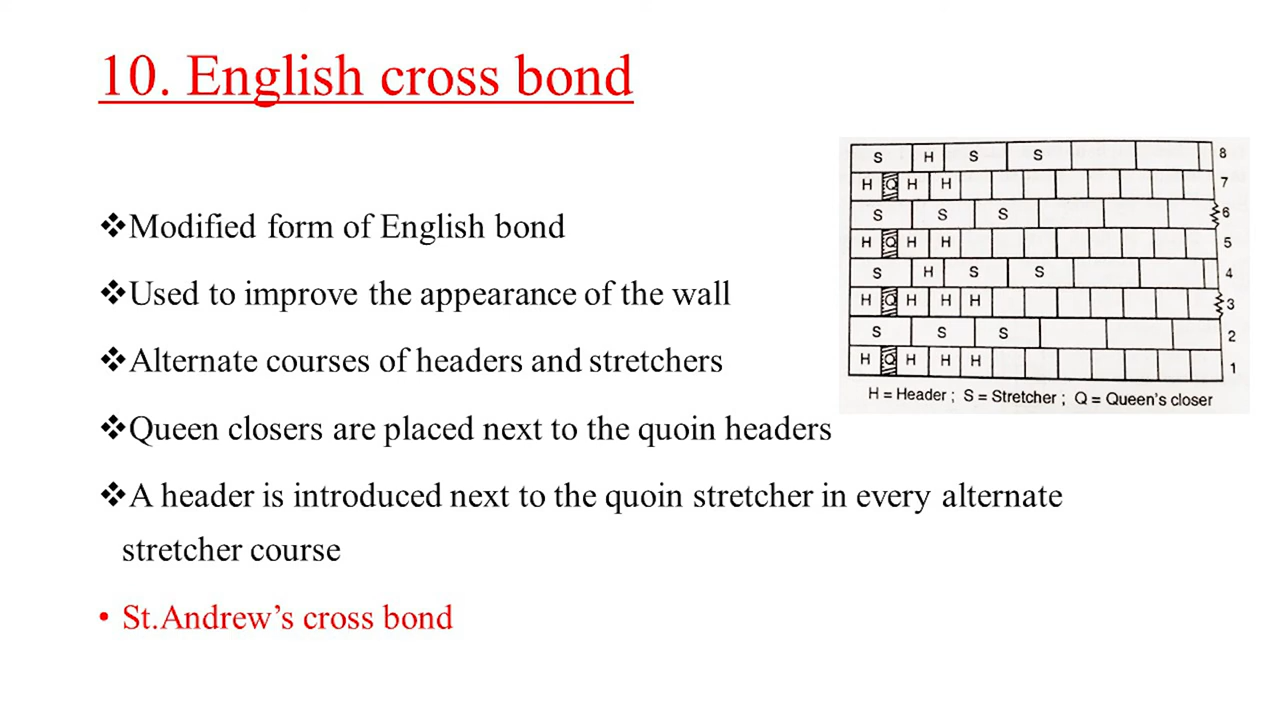 10. English cross bond
❖Modified form of English bond
❖Used to improve the appearance of the wall
❖Alternate courses of headers and stretchers
❖Queen closers are placed next to the quoin headers
❖A header is introduced next to the quoin stretcher in every alternate
stretcher course
• St.Andrew’s cross bond
S H S S 8
H Q H H 7
S S S 6
H Q H H 5
S H S S 4
H Q H H H 3
S S S 2
H Q H H H 1
H = Header ; S = Stretcher ; Q = Queen's closer